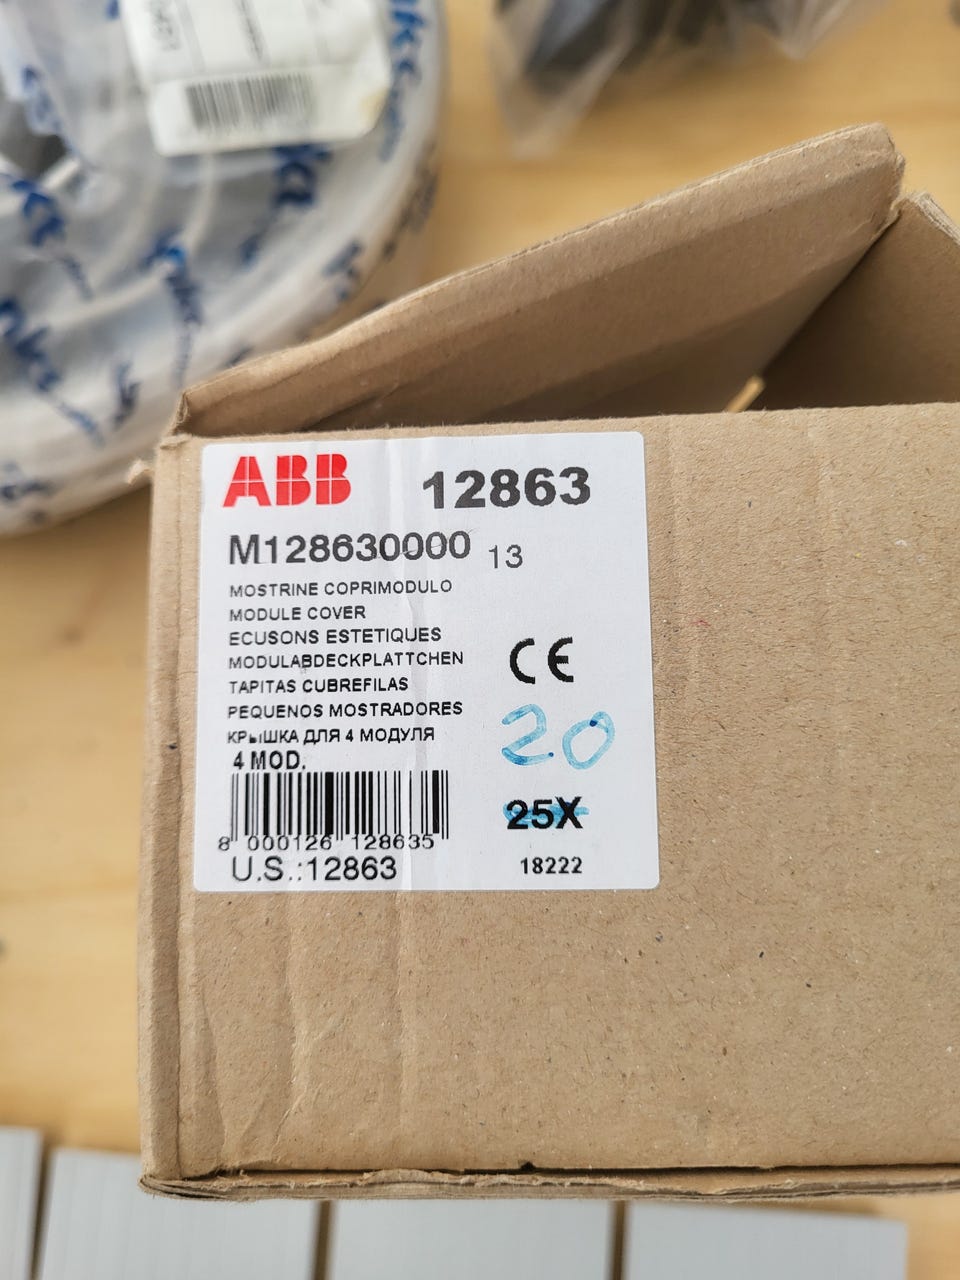 ABB 12863
M128630000 13
MOSTRINE COPRIMODULO
MODULE COVER
ECUSONS ESTETIQUES
MODULABDECKPLATTCHEN
TAPITAS CUBREFILAS
PEQUENOS MOSTRADORES
КРЫШКА ДЛЯ 4 МОДУЛЯ
4 MOD.
CE
20
25X
8 000126 128635
U.S.:12863
18222